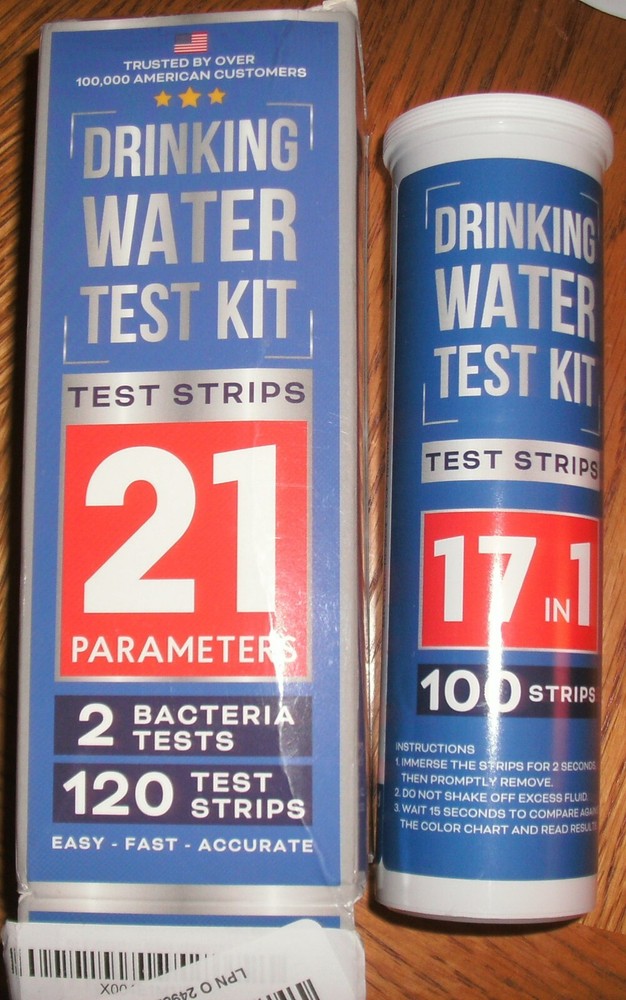 TRUSTED BY OVER
100,000 AMERICAN CUSTOMERS
DRINKING
WATER
TEST KIT
TEST STRIPS
21
PARAMETERS
2 BACTERIA TESTS
120 TEST STRIPS
EASY - FAST - ACCURATE
LPN
DRINKING
WATER
TEST KIT
TEST STRIPS
17 IN 1
100 STRIPS
INSTRUCTIONS
1. IMMERSE THE STRIPS FOR 2 SECONDS,
THEN PROMPTLY REMOVE.
2. DO NOT SHAKE OFF EXCESS FLUID.
3. WAIT 15 SECONDS TO COMPARE
THE COLOR CHART AND READ